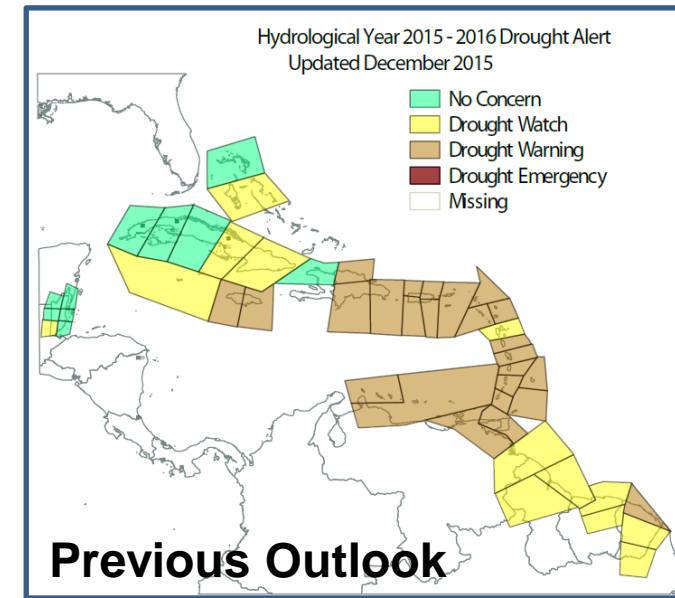 Hydrological Year 2015 - 2016 Drought Alert
Updated December 2015
No Concern
Drought Watch
Drought Warning
Drought Emergency
Missing
Previous Outlook